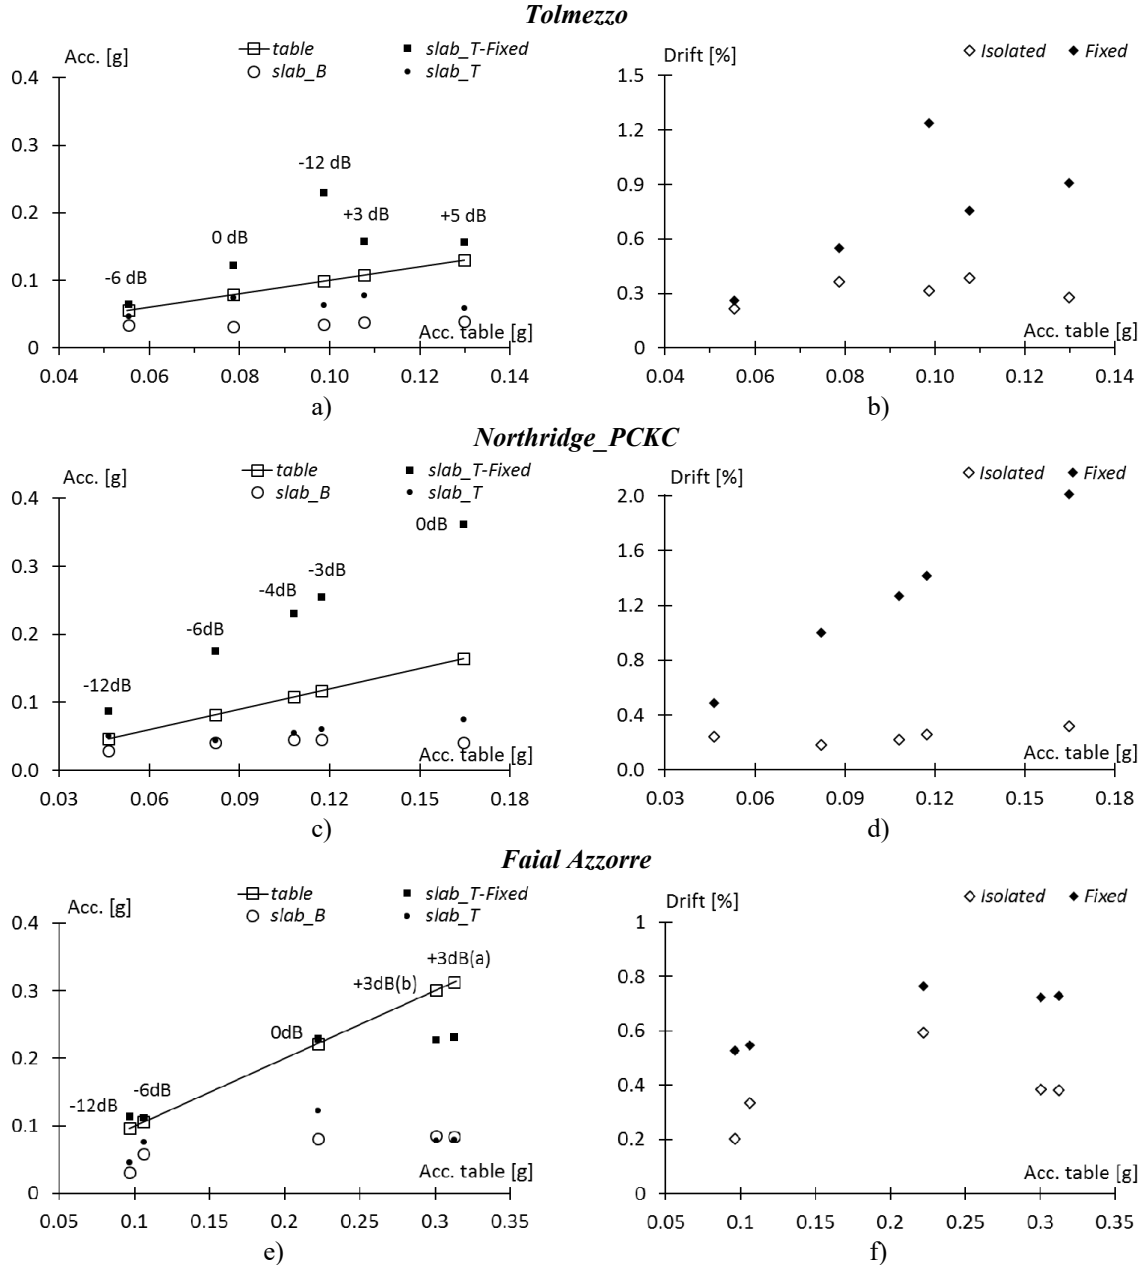 Tolmezzo
Acc. [g]
table
slab_T-Fixed
slab_B
slab_T
0.4
0.3
0.2
0.1
0
-6 dB
0 dB
-12 dB
+3 dB
+5 dB
Acc. table [g]
0.04 0.06 0.08 0.10 0.12 0.14
a)
Drift [%]
Isolated
Fixed
1.5
1.2
0.9
0.6
0.3
0
Acc. table [g]
0.04 0.06 0.08 0.10 0.12 0.14
b)
Northridge_PCKC
Acc. [g]
table
slab_T-Fixed
slab_B
slab_T
0.4
0.3
0.2
0.1
0.0
-12dB
-6dB
-4dB
-3dB
0dB
Acc. table [g]
0.03 0.06 0.09 0.12 0.15 0.18
c)
Drift [%]
Isolated
Fixed
2.0
1.6
1.2
0.8
0.4
0.0
Acc. table [g]
0.03 0.06 0.09 0.12 0.15 0.18
d)
Faial Azzorre
Acc. [g]
table
slab_T-Fixed
slab_B
slab_T
0.4
0.3
0.2
0.1
0
-12dB
-6dB
0dB
+3dB(b)
+3dB(a)
Acc. table [g]
0.05 0.1 0.15 0.2 0.25 0.3 0.35
e)
Drift [%]
Isolated
Fixed
1
0.8
0.6
0.4
0.2
0
Acc. table [g]
0.05 0.1 0.15 0.2 0.25 0.3 0.35
f)